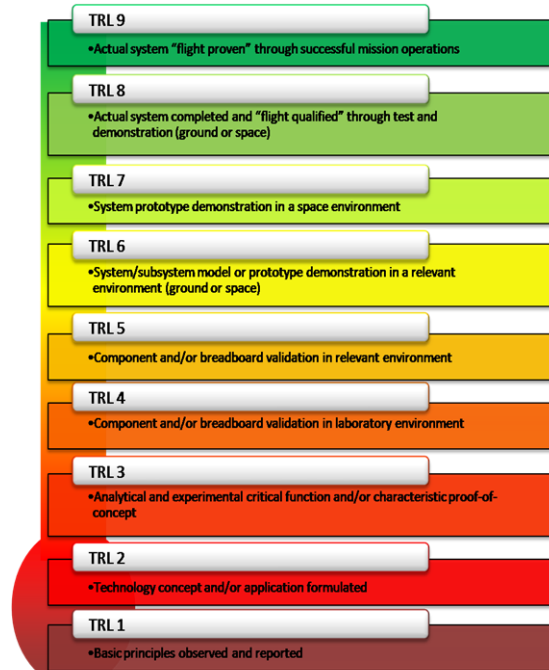 TRL 9
•Actual system “flight proven” through successful mission operations
TRL 8
•Actual system completed and “flight qualified” through test and
demonstration (ground or space)
TRL 7
•System prototype demonstration in a space environment
TRL 6
•System/subsystem model or prototype demonstration in a relevant
environment (ground or space)
TRL 5
•Component and/or breadboard validation in relevant environment
TRL 4
•Component and/or breadboard validation in laboratory environment
TRL 3
•Analytical and experimental critical function and/or characteristic proof-of-
concept
TRL 2
•Technology concept and/or application formulated
TRL 1
•Basic principles observed and reported